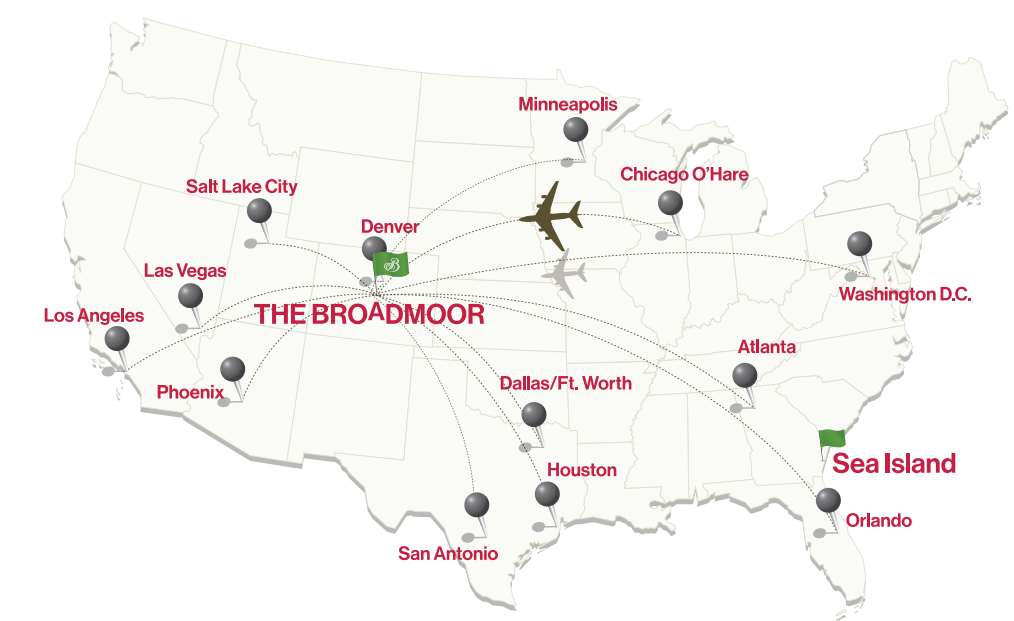 Minneapolis
Chicago O'Hare
Salt Lake City
Denver
Las Vegas
Washington D.C.
Los Angeles
THE BROADMOOR
Atlanta
Phoenix
Dallas/Ft. Worth
Sea Island
Houston
Orlando
San Antonio